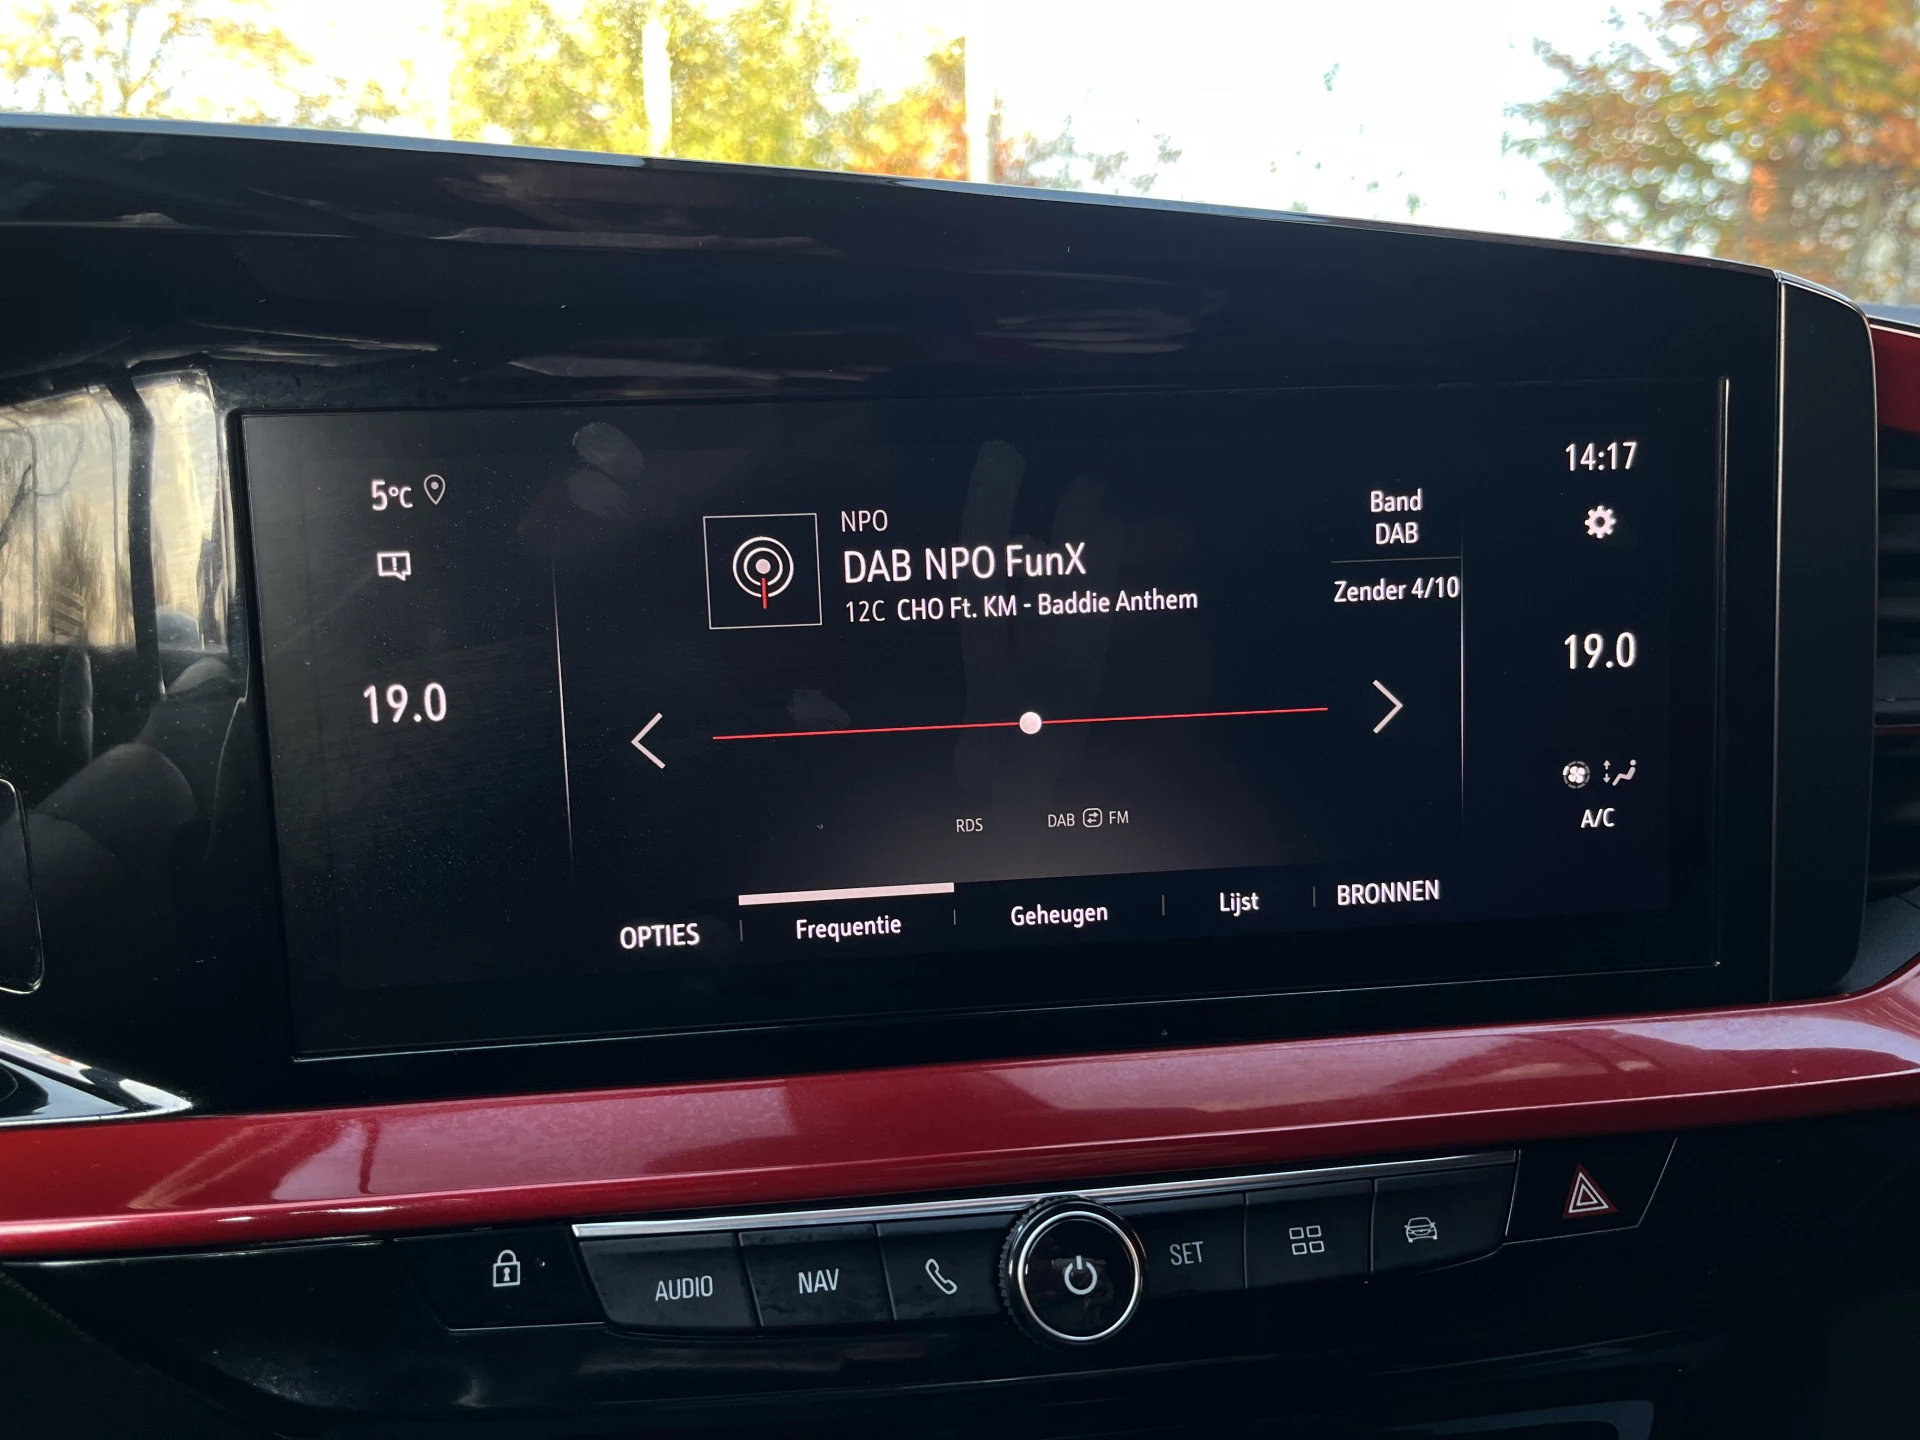 5°C
19.0
NPO
DAB NPO FunX
12C CHO Ft. KM - Baddie Anthem
Band
DAB
Zender 4/10
14:17
19.0
A/C
RDS
DAB FM
OPTIES
Frequentie
Geheugen
Lijst
BRONNEN
AUDIO
NAV
SET